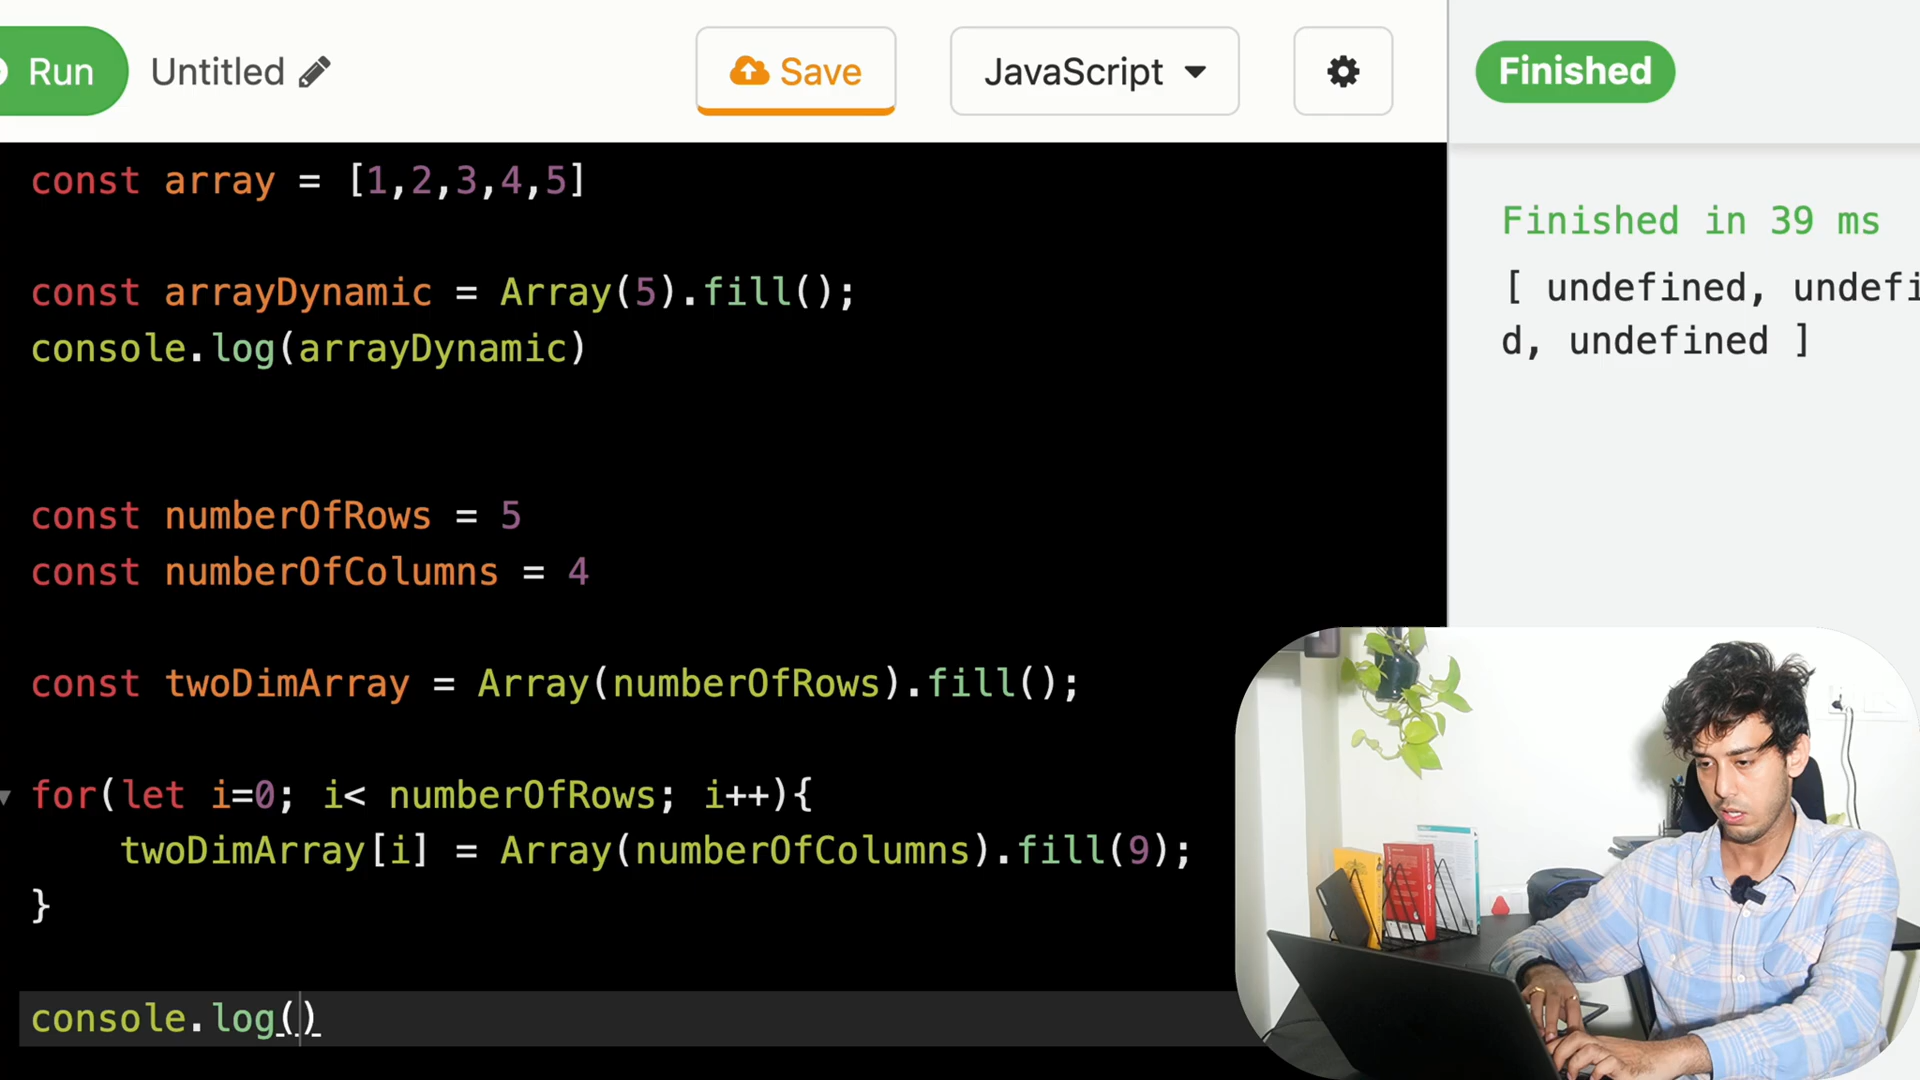 Run Untitled Save JavaScript Finished
const array = [1,2,3,4,5]
const arrayDynamic = Array(5).fill();
console.log(arrayDynamic)
const numberOfRows = 5
const numberOfColumns = 4
const twoDimArray = Array(numberOfRows).fill();
for(let i=0; i< numberOfRows; i++){
twoDimArray[i] = Array(numberOfColumns).fill(9);
}
console.log()
Finished in 39 ms
[ undefined, undefi
d, undefined ]